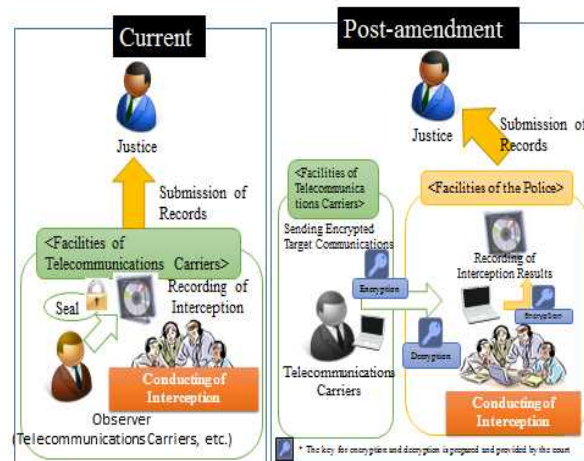 Current
Justice
Submission of
Records
<Facilities of
Telecommunications Carriers>
Seal
Recording of
Interception
Conducting of
Interception
Observer
(Telecommunications Carriers, etc.)
Post-amendment
Justice
Submission of
Records
<Facilities of
Telecommunica
tions Carriers>
Sending Encrypted
Target Communications
Encryption
Telecommunications
Carriers
<Facilities of the Police>
Recording of
Interception Results
Encryption
Decryption
Conducting of
Interception
* The key for encryption and decryption is prepared and provided by the court